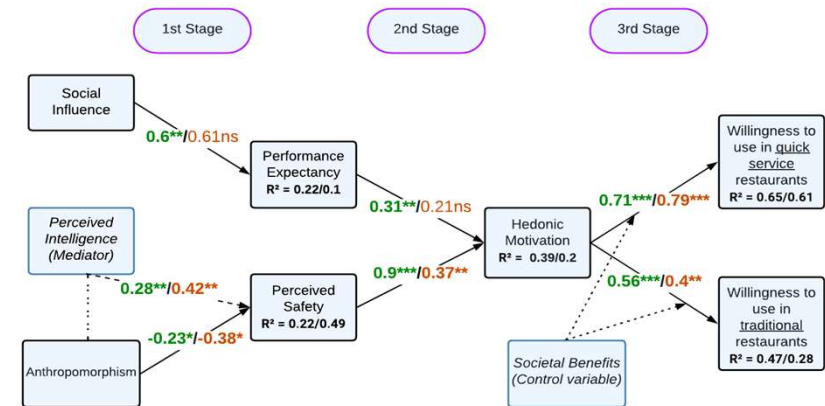 1st Stage
2nd Stage
3rd Stage
Social
Influence
0.6**/0.61ns
Performance
Expectancy
R² = 0.22/0.1
Willingness to
use in quick
service
restaurants
R² = 0.65/0.61
0.71***/0.79***
0.31**/0.21ns
Perceived
Intelligence
(Mediator)
Hedonic
Motivation
R² = 0.39/0.2
0.28**/0.42**
Perceived
Safety
R² = 0.22/0.49
0.9***/0.37**
0.56***/0.4**
Willingness to
use in
traditional
restaurants
R² = 0.47/0.28
-0.23*/-0.38*
Anthropomorphism
Societal Benefits
(Control variable)